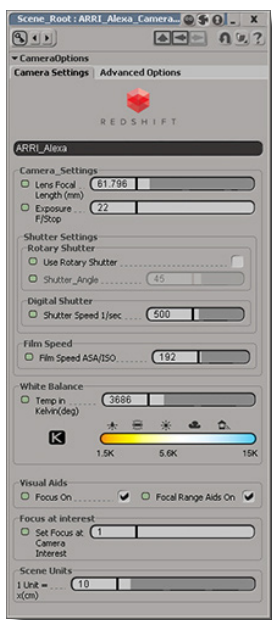 Scene_Root : ARRI_Alexa_Camera...
CameraOptions
Camera Settings Advanced Options
REDSHIFT
ARRI_Alexa
Camera_Settings
Lens Focal Length (mm) 61.796
Exposure F/Stop 22
Shutter Settings
Rotary Shutter
Use Rotary Shutter
Shutter_Angle 45
Digital Shutter
Shutter Speed 1/sec 500
Film Speed
Film Speed ASA/ISO 192
White Balance
Temp in Kelvin(deg) 3686
K
1.5K 5.6K 15K
Visual Aids
Focus On Focal Range Aids On
Focus at interest
Set Focus at Camera Interest 1
Scene Units
1 Unit = x(cm) 10